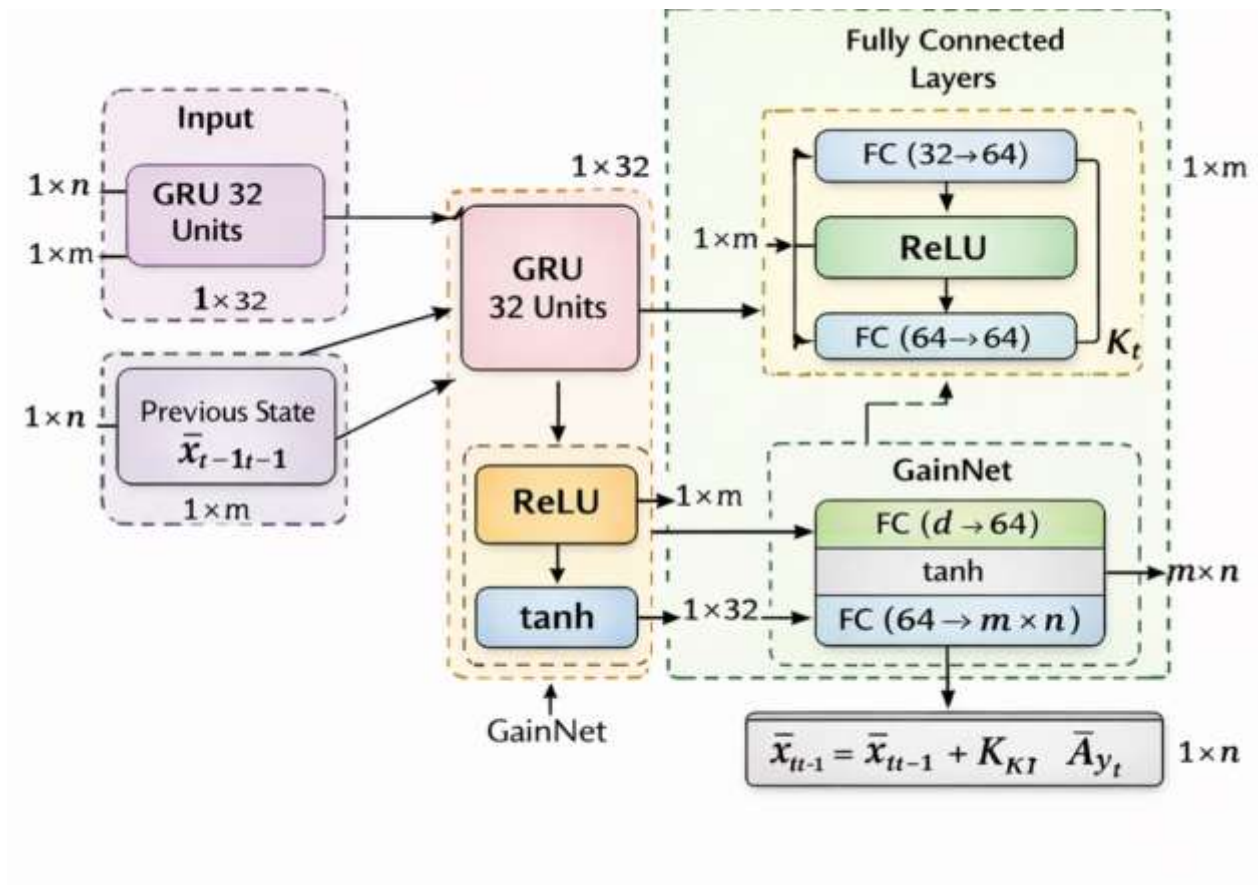 Fully Connected
Layers
Input
1×n
GRU 32
Units
1×m
1×32
1×32
GRU
32 Units
FC (32→64)
1×m
1×m
ReLU
FC (64→64)
K_t
Previous State
x̄_{t−1t−1}
1×n
1×m
ReLU
1×m
tanh
1×32
GainNet
GainNet
FC (d→64)
tanh
m×n
FC (64→m×n)
x̄_{tt-1} = x̄_{tt−1} + K_{KI} Ā_{y_t}
1×n